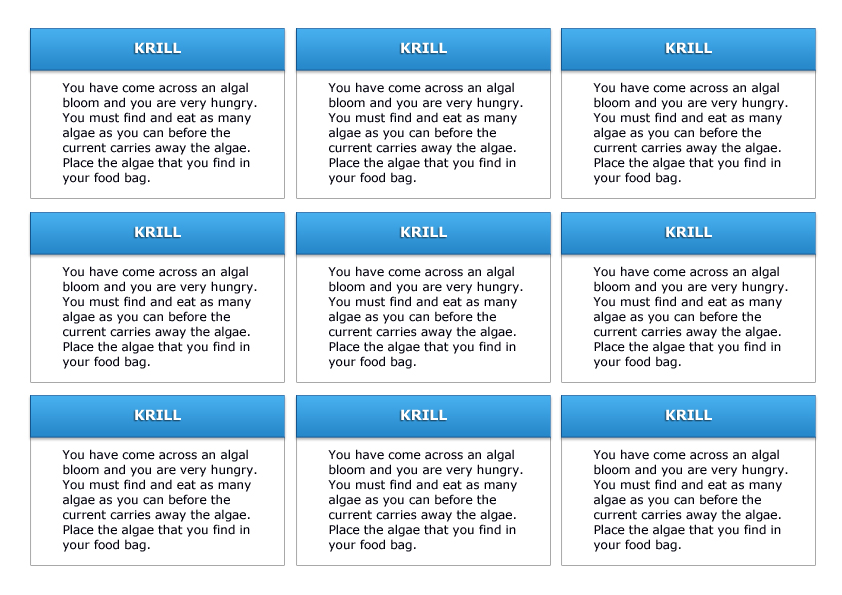 KRILL
You have come across an algal
bloom and you are very hungry.
You must find and eat as many
algae as you can before the
current carries away the algae.
Place the algae that you find in
your food bag.
KRILL
You have come across an algal
bloom and you are very hungry.
You must find and eat as many
algae as you can before the
current carries away the algae.
Place the algae that you find in
your food bag.
KRILL
You have come across an algal
bloom and you are very hungry.
You must find and eat as many
algae as you can before the
current carries away the algae.
Place the algae that you find in
your food bag.
KRILL
You have come across an algal
bloom and you are very hungry.
You must find and eat as many
algae as you can before the
current carries away the algae.
Place the algae that you find in
your food bag.
KRILL
You have come across an algal
bloom and you are very hungry.
You must find and eat as many
algae as you can before the
current carries away the algae.
Place the algae that you find in
your food bag.
KRILL
You have come across an algal
bloom and you are very hungry.
You must find and eat as many
algae as you can before the
current carries away the algae.
Place the algae that you find in
your food bag.
KRILL
You have come across an algal
bloom and you are very hungry.
You must find and eat as many
algae as you can before the
current carries away the algae.
Place the algae that you find in
your food bag.
KRILL
You have come across an algal
bloom and you are very hungry.
You must find and eat as many
algae as you can before the
current carries away the algae.
Place the algae that you find in
your food bag.
KRILL
You have come across an algal
bloom and you are very hungry.
You must find and eat as many
algae as you can before the
current carries away the algae.
Place the algae that you find in
your food bag.